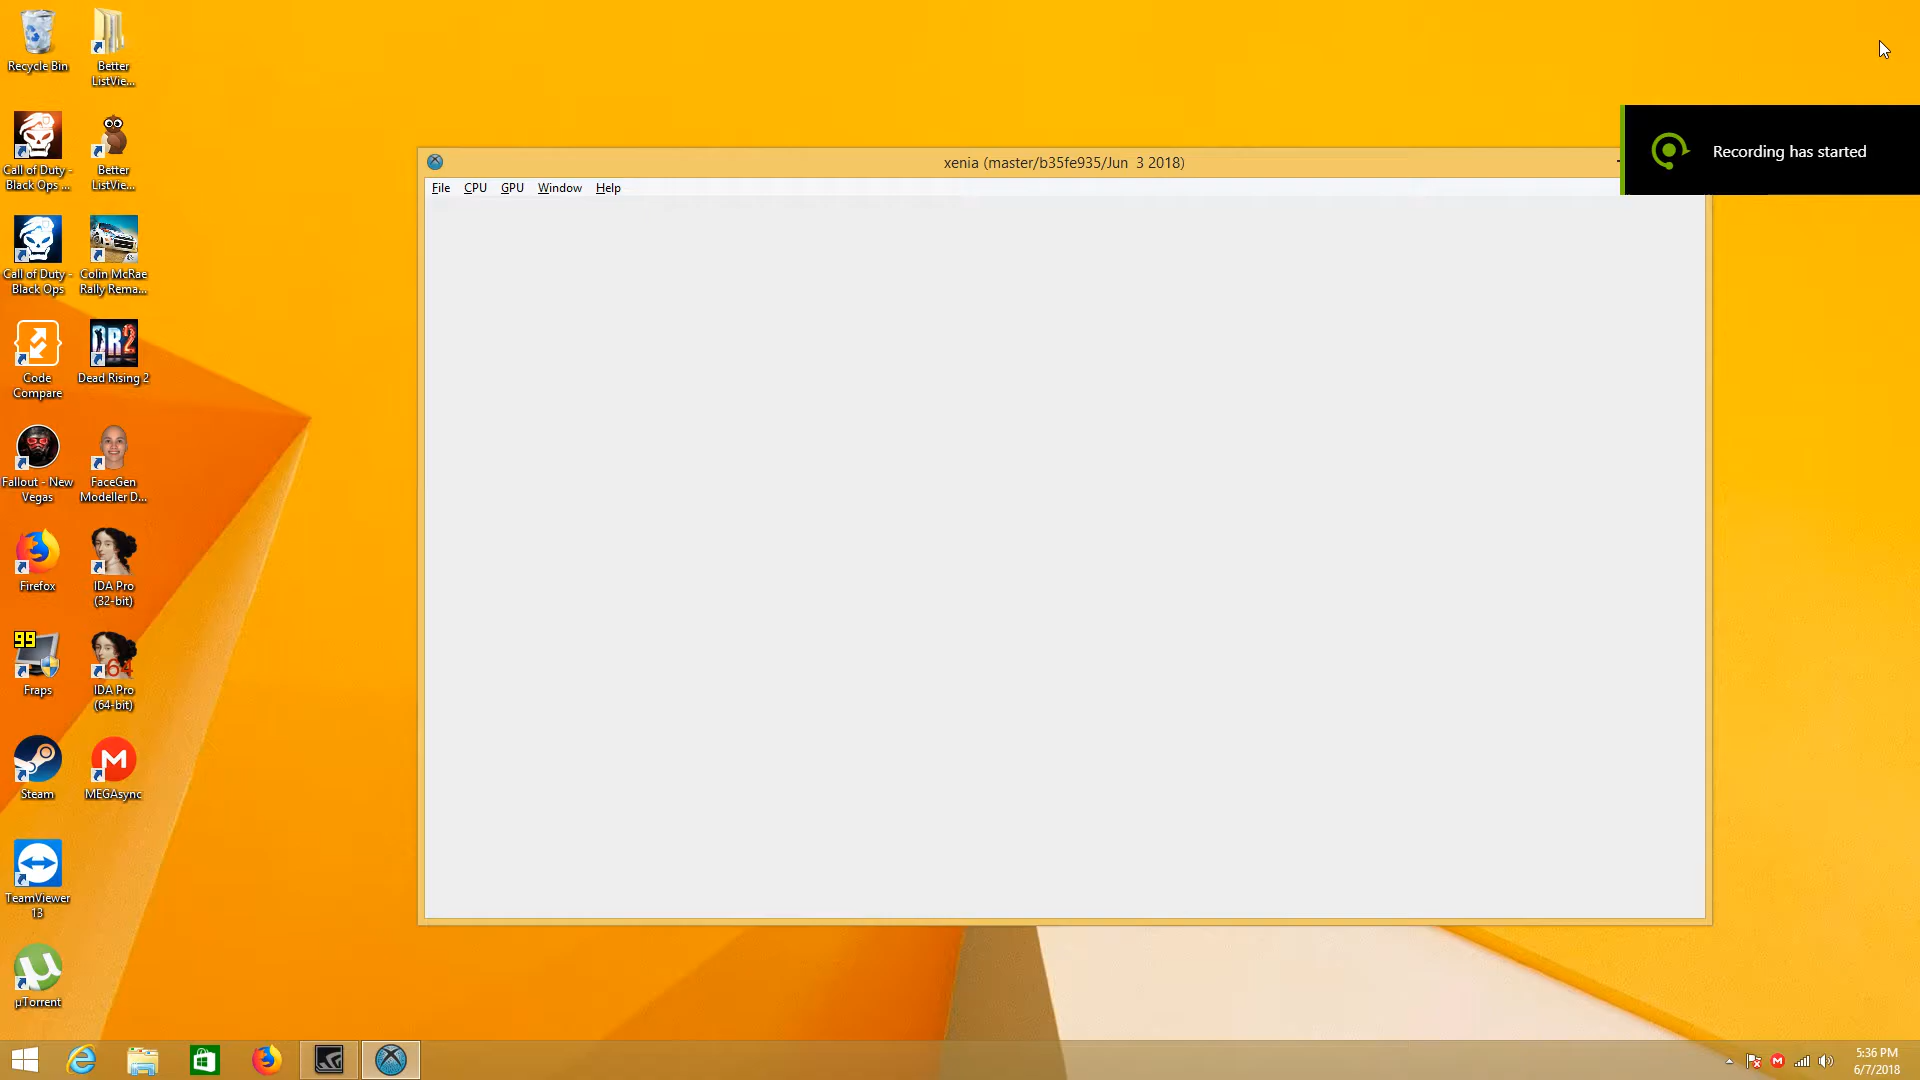 Recycle Bin
Better
ListVie...
Call of Duty -
Black Ops ...
Better
ListVie...
Call of Duty -
Black Ops
Colin McRae
Rally Rema...
Code
Compare
DR2
Dead Rising 2
Fallout - New
Vegas
FaceGen
Modeller D...
Firefox
IDA Pro
(32-bit)
99
Fraps
64
IDA Pro
(64-bit)
Steam
M
MEGAsync
TeamViewer
13
µ
µTorrent
xenia (master/b35fe935/Jun  3 2018)
File CPU GPU Window Help
Recording has started
M
5:36 PM
6/7/2018